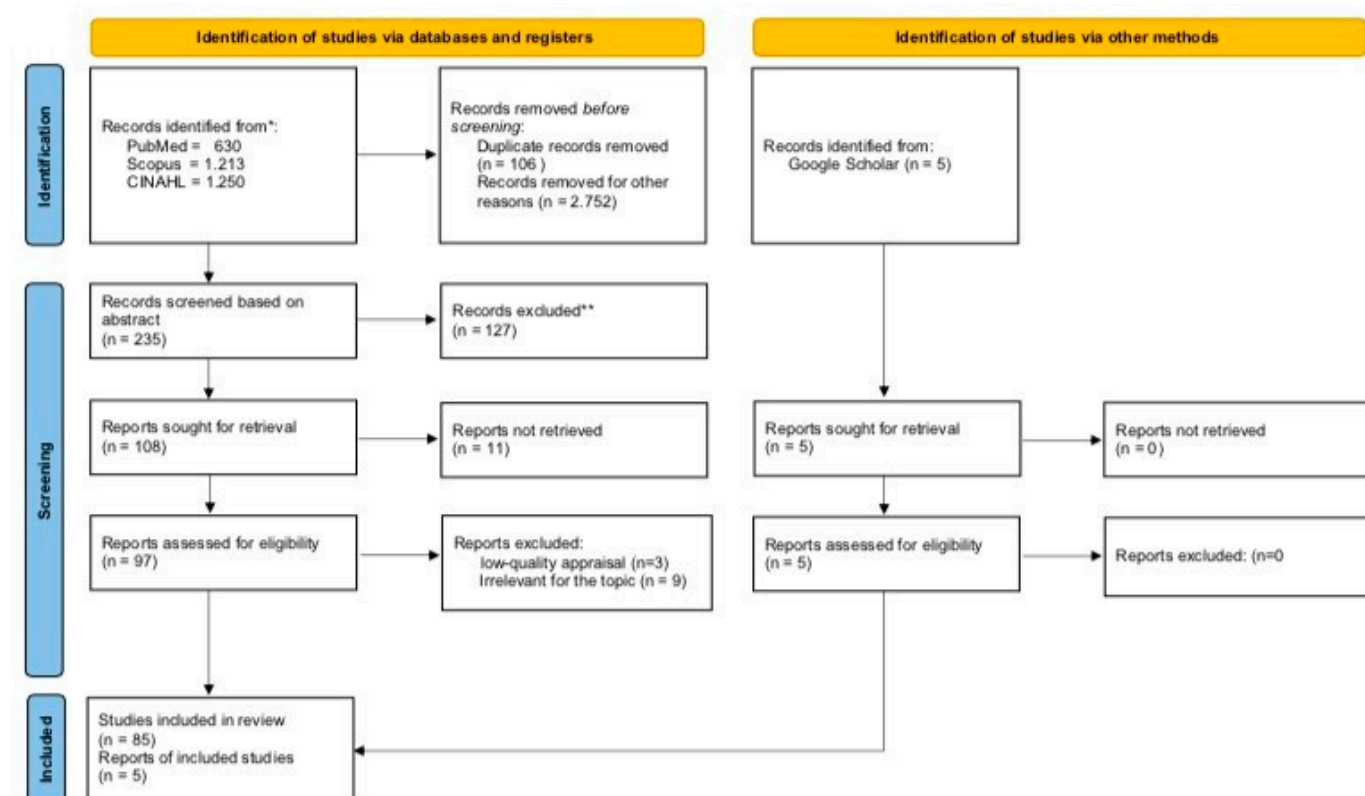 Identification of studies via databases and registers
Identification of studies via other methods
Identification
Records identified from*:
PubMed = 630
Scopus = 1.213
CINAHL = 1.250
Records removed before
screening:
Duplicate records removed
(n = 106 )
Records removed for other
reasons (n = 2.752)
Records identified from:
Google Scholar (n = 5)
Screening
Records screened based on
abstract
(n = 235)
Records excluded**
(n = 127)
Reports sought for retrieval
(n = 108)
Reports not retrieved
(n = 11)
Reports sought for retrieval
(n = 5)
Reports not retrieved
(n = 0)
Reports assessed for eligibility
(n = 97)
Reports excluded:
low-quality appraisal (n=3)
Irrelevant for the topic (n = 9)
Reports assessed for eligibility
(n = 5)
Reports excluded: (n=0
Included
Studies included in review
(n = 85)
Reports of included studies
(n = 5)